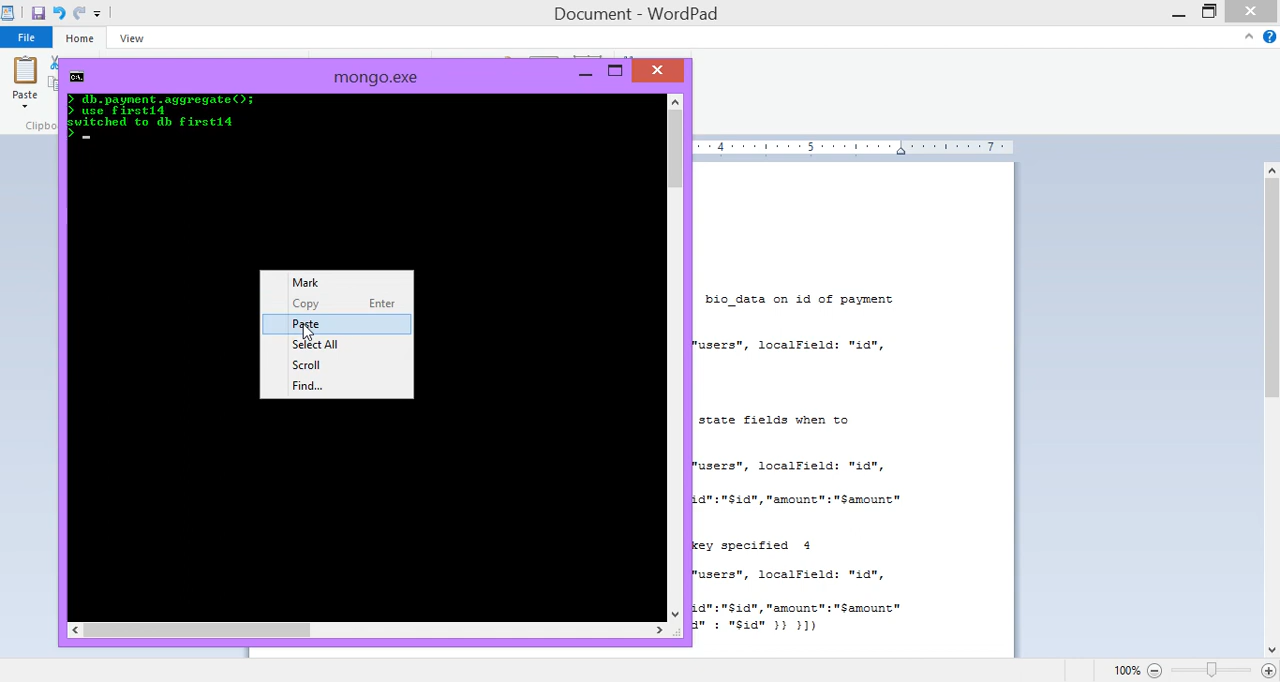 Document - WordPad
File
Home
View
Paste
mongo.exe
> db.payment.aggregate();
> use first14
switched to db first14
> _
Mark
Copy Enter
Paste
Select All
Scroll
Find...
4 5 7
bio_data on id of payment
"users", localField: "id",
state fields when to
"users", localField: "id",
id":"$id","amount":"$amount"
key specified 4
"users", localField: "id",
id":"$id","amount":"$amount"
d" : "$id" }} }])
100%